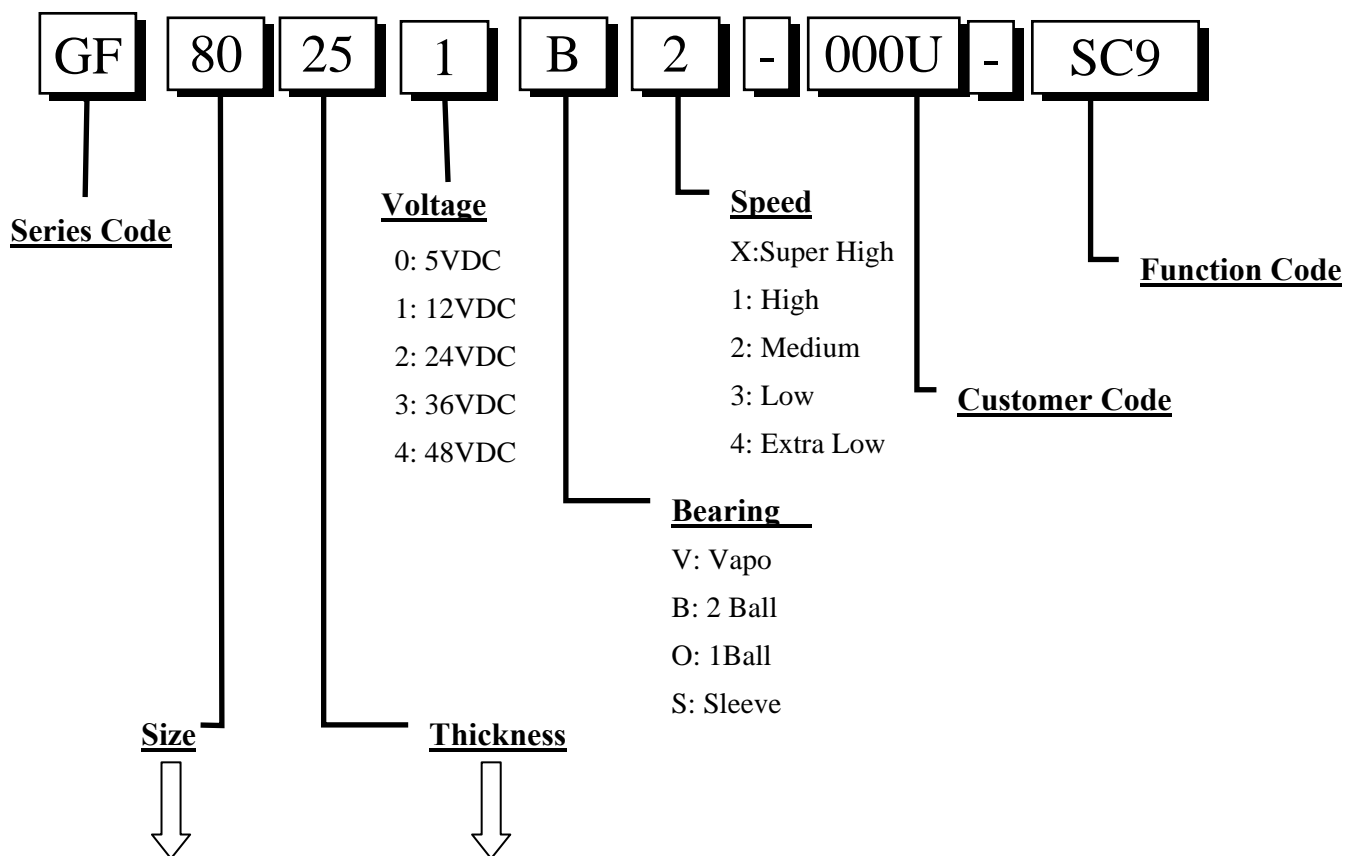 GF 80 25 1 B 2 - 000U - SC9
Series Code
Voltage
0: 5VDC
1: 12VDC
2: 24VDC
3: 36VDC
4: 48VDC
Speed
X:Super High
1: High
2: Medium
3: Low
4: Extra Low
Function Code
Customer Code
Bearing
V: Vapo
B: 2 Ball
O: 1Ball
S: Sleeve
Size
Thickness